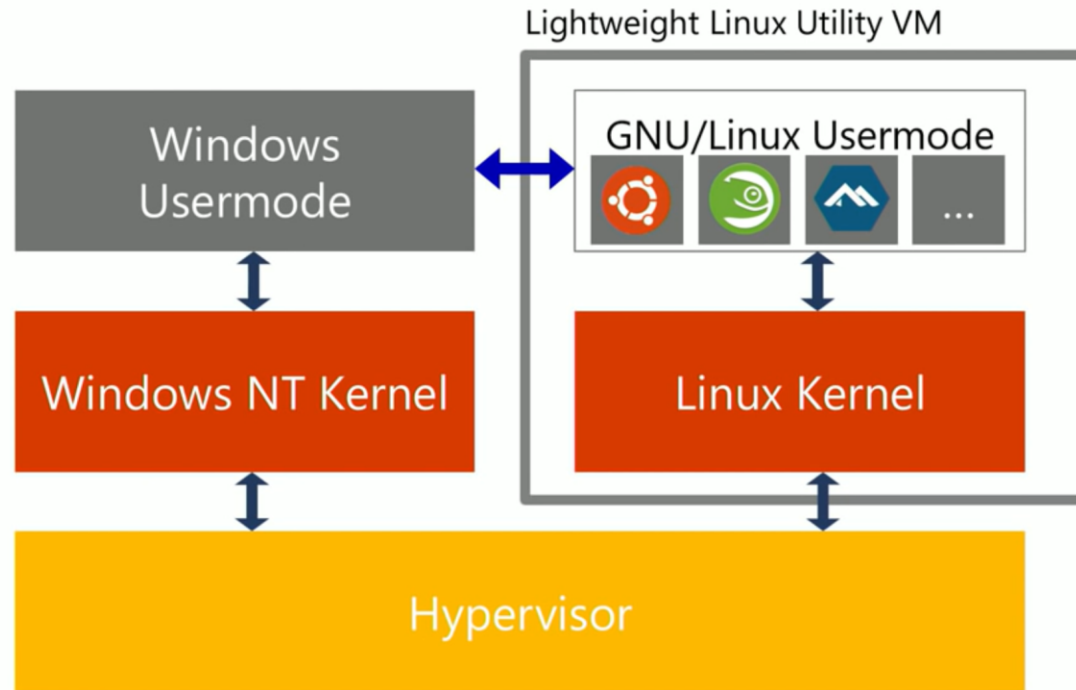 Lightweight Linux Utility VM
Windows
Usermode
GNU/Linux Usermode
...
Windows NT Kernel
Linux Kernel
Hypervisor